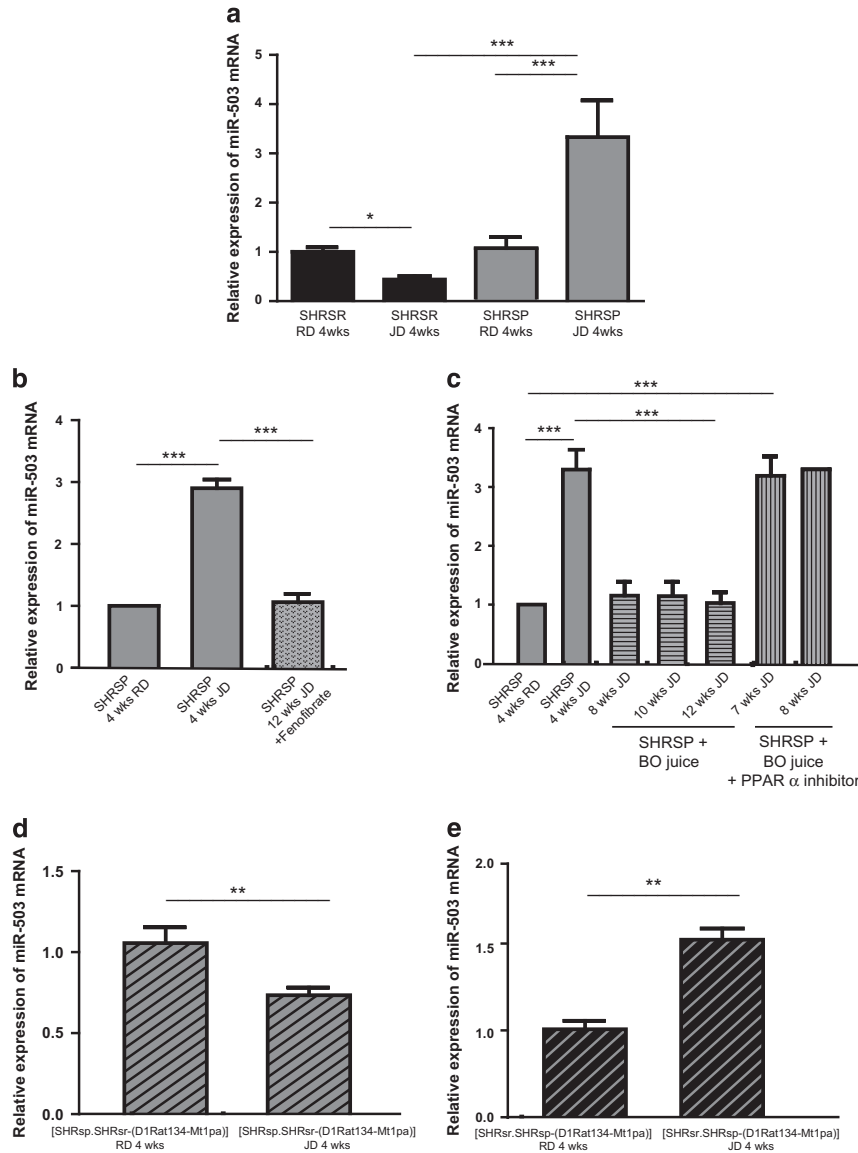 a
Relative expression of miR-503 mRNA
5
4
3
2
1
0
***
***
*
SHRSR
RD 4wks
SHRSR
JD 4wks
SHRSP
RD 4wks
SHRSP
JD 4wks
b
Relative expression of miR-503 mRNA
4
3
2
1
0
***
***
SHRSP
4 wks RD
SHRSP
4 wks JD
SHRSP
12 wks JD
+Fenofibrate
c
Relative expression of miR-503 mRNA
4
3
2
1
0
***
***
***
SHRSP
4 wks RD
SHRSP
4 wks JD
8 wks JD
10 wks JD
12 wks JD
7 wks JD
8 wks JD
SHRSP +
BO juice
SHRSP +
BO juice
+ PPAR α inhibitor
d
Relative expression of miR-503 mRNA
1.5
1.0
0.5
0.0
**
[SHRsp.SHRsr-(D1Rat134-Mt1pa)]
RD 4 wks
[SHRsp.SHRsr-(D1Rat134-Mt1pa)]
JD 4 wks
e
Relative expression of miR-503 mRNA
2.0
1.5
1.0
0.0
**
[SHRsr.SHRsp-(D1Rat134-Mt1pa)]
RD 4 wks
[SHRsr.SHRsp-(D1Rat134-Mt1pa)]
JD 4 wks